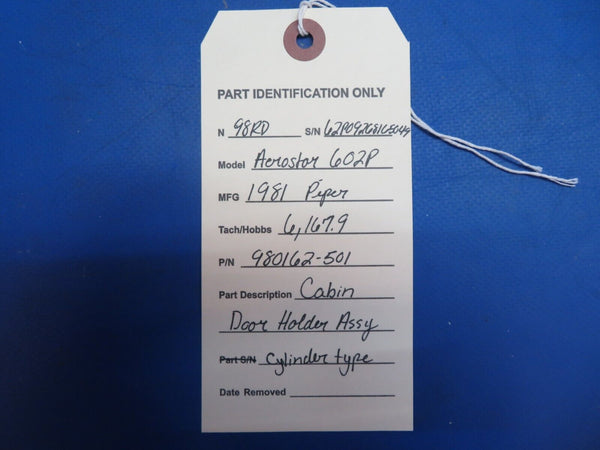 PART IDENTIFICATION ONLY
N 98RD S/N 62P09268165049
Model Aerostar 602P
MFG 1981 Piper
Tach/Hobbs 6,167.9
P/N 980162-501
Part Description Cabin
Door Holder Assy
Part S/N Cylinder type
Date Removed